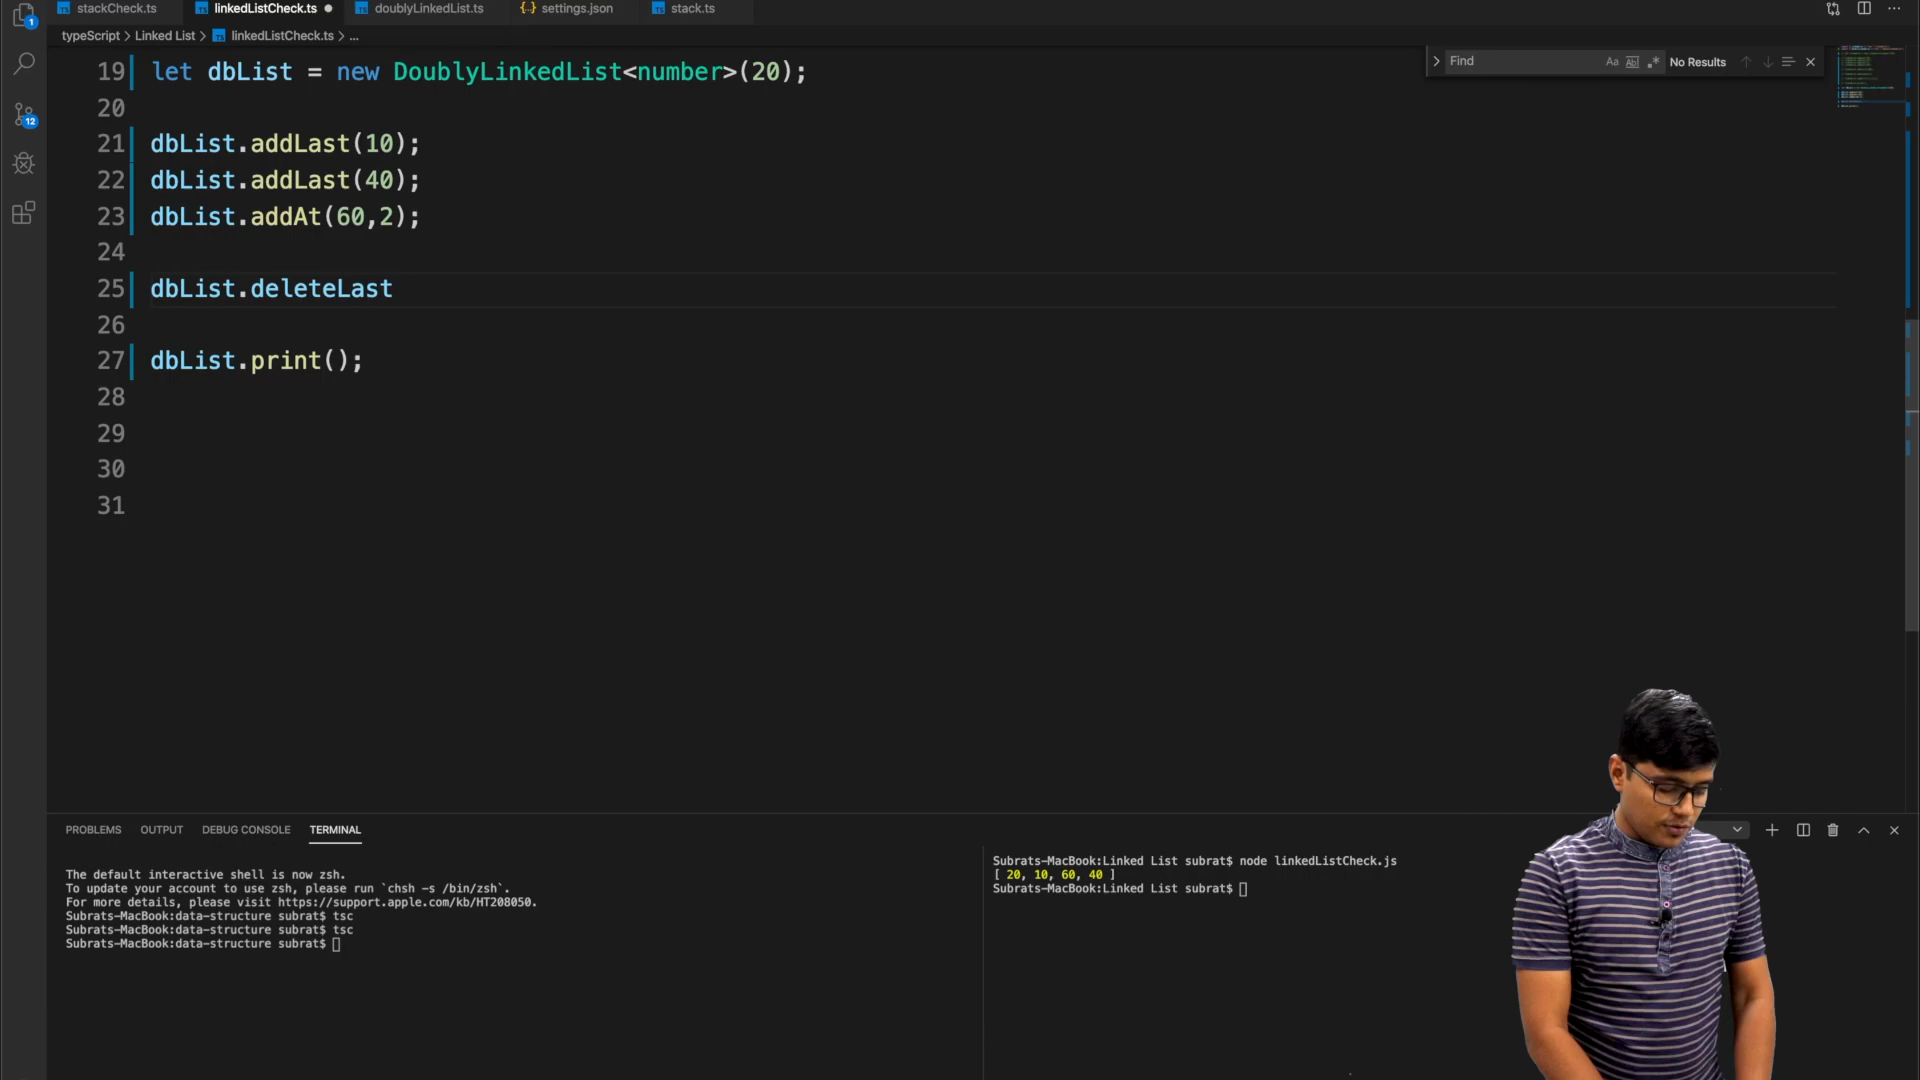 stackCheck.ts
linkedListCheck.ts
doublyLinkedList.ts
settings.json
stack.ts
typeScript > Linked List > linkedListCheck.ts > ...
Find
Aa
No Results
1
12
19 let dbList = new DoublyLinkedList<number>(20);
20
21 dbList.addLast(10);
22 dbList.addLast(40);
23 dbList.addAt(60,2);
24
25 dbList.deleteLast
26
27 dbList.print();
28
29
30
31
PROBLEMS OUTPUT DEBUG CONSOLE TERMINAL
The default interactive shell is now zsh.
To update your account to use zsh, please run `chsh -s /bin/zsh`.
For more details, please visit https://support.apple.com/kb/HT208050.
Subrats-MacBook:data-structure subrat$ tsc
Subrats-MacBook:data-structure subrat$ tsc
Subrats-MacBook:data-structure subrat$
Subrats-MacBook:Linked List subrat$ node linkedListCheck.js
[ 20, 10, 60, 40 ]
Subrats-MacBook:Linked List subrat$